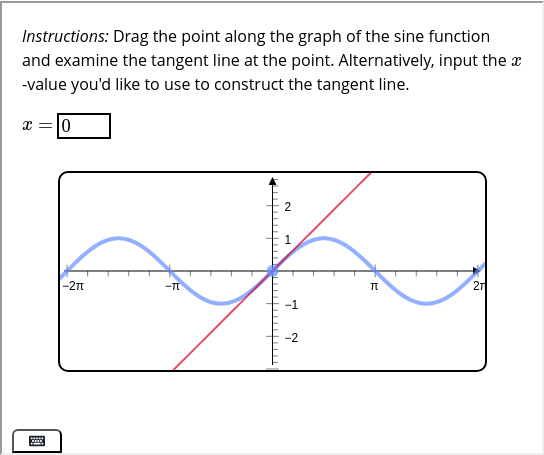 Instructions: Drag the point along the graph of the sine function
and examine the tangent line at the point. Alternatively, input the x
-value you'd like to use to construct the tangent line.
x = 0
2
1
−2π
−π
π
2π
−1
−2